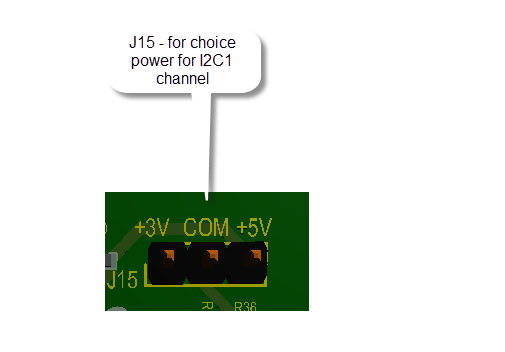 J15 - for choice
power for I2C1
channel
+3V COM +5V
J15
R36